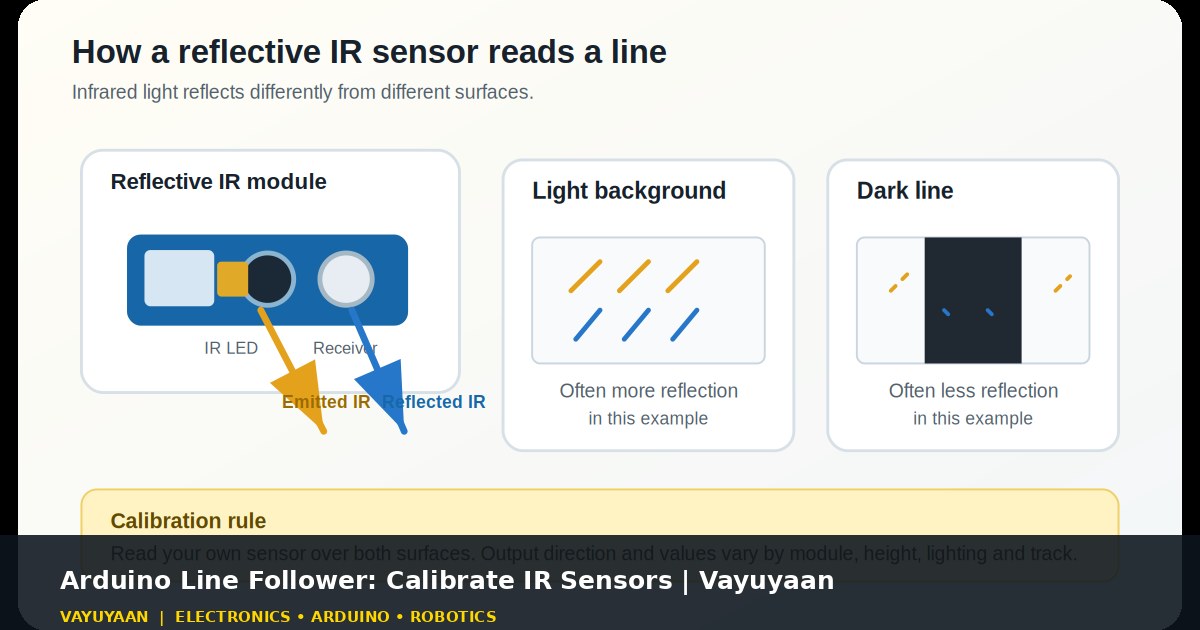 How a reflective IR sensor reads a line
Infrared light reflects differently from different surfaces.
Reflective IR module
IR LED
Receiver
Emitted IR
Reflected IR
Light background
Often more reflection
in this example
Dark line
Often less reflection
in this example
Calibration rule
Read your own sensor over both surfaces. Output direction and values vary by module, height, lighting and track.
Arduino Line Follower: Calibrate IR Sensors | Vayuyaan
VAYUYAAN | ELECTRONICS • ARDUINO • ROBOTICS